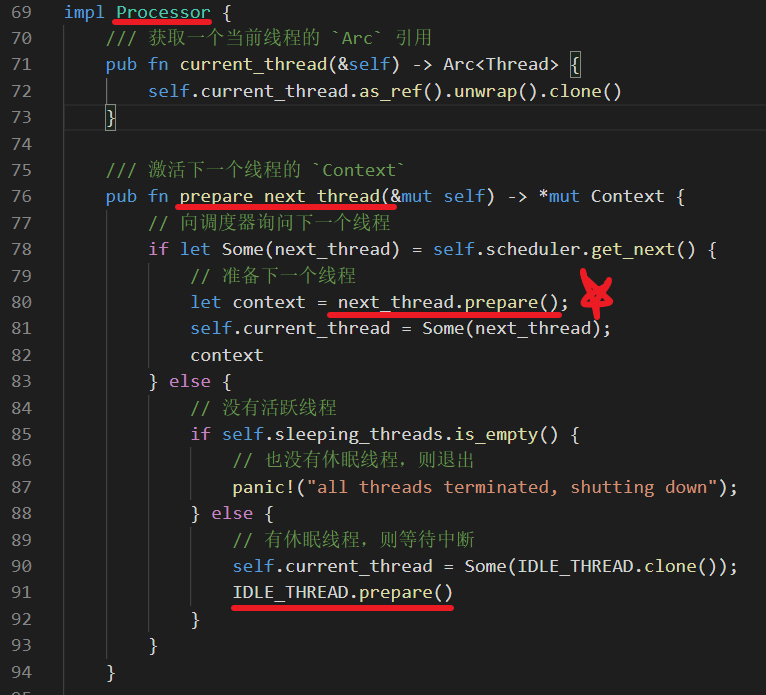 69 impl Processor {
70     /// 获取一个当前线程的 `Arc` 引用
71     pub fn current_thread(&self) -> Arc<Thread> {
72         self.current_thread.as_ref().unwrap().clone()
73     }
74
75     /// 激活下一个线程的 `Context`
76     pub fn prepare_next_thread(&mut self) -> *mut Context {
77         // 向调度器询问下一个线程
78         if let Some(next_thread) = self.scheduler.get_next() {
79             // 准备下一个线程
80             let context = next_thread.prepare();
81             self.current_thread = Some(next_thread);
82             context
83         } else {
84             // 没有活跃线程
85             if self.sleeping_threads.is_empty() {
86                 // 也没有休眠线程，则退出
87                 panic!("all threads terminated, shutting down");
88             } else {
89                 // 有休眠线程，则等待中断
90                 self.current_thread = Some(IDLE_THREAD.clone());
91                 IDLE_THREAD.prepare()
92             }
93         }
94     }